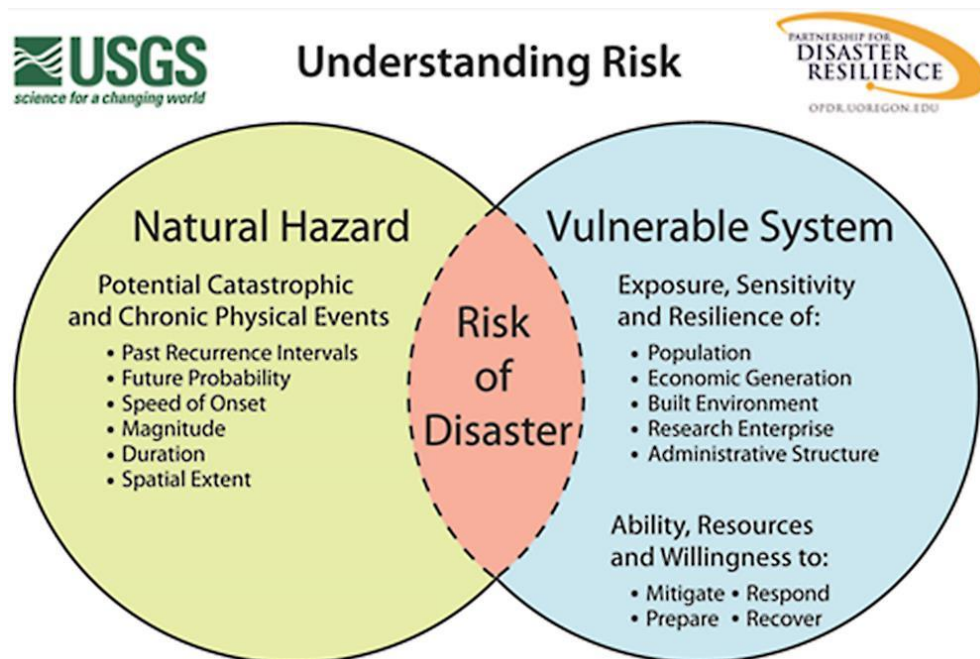 USGS
science for a changing world
Understanding Risk
PARTNERSHIP FOR
DISASTER
RESILIENCE
OPDR.UOREGON.EDU
Natural Hazard
Potential Catastrophic
and Chronic Physical Events
• Past Recurrence Intervals
• Future Probability
• Speed of Onset
• Magnitude
• Duration
• Spatial Extent
Risk
of
Disaster
Vulnerable System
Exposure, Sensitivity
and Resilience of:
• Population
• Economic Generation
• Built Environment
• Research Enterprise
• Administrative Structure
Ability, Resources
and Willingness to:
• Mitigate • Respond
• Prepare • Recover